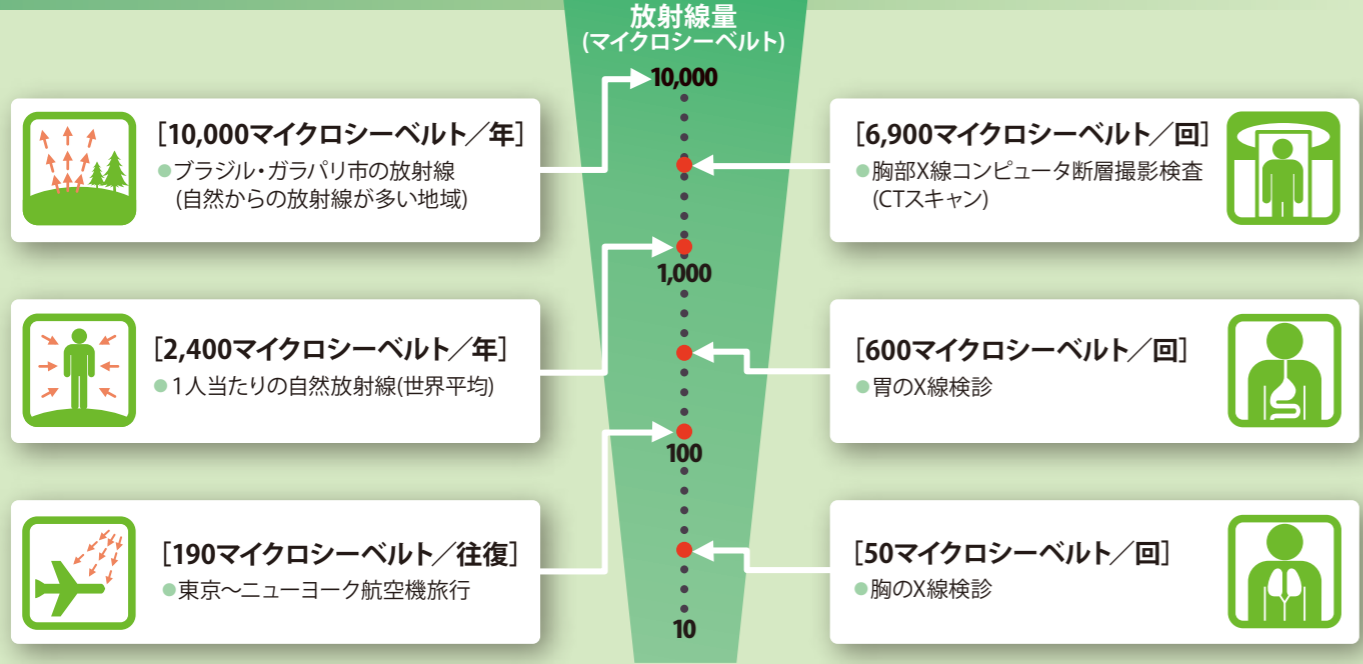 放射線量
(マイクロシーベルト)
10,000
[10,000マイクロシーベルト／年]
●ブラジル・ガラパリ市の放射線
(自然からの放射線が多い地域)
[6,900マイクロシーベルト／回]
●胸部X線コンピュータ断層撮影検査
(CTスキャン)
1,000
[2,400マイクロシーベルト／年]
●1人当たりの自然放射線(世界平均)
[600マイクロシーベルト／回]
●胃のX線検診
100
[190マイクロシーベルト／往復]
●東京〜ニューヨーク航空機旅行
[50マイクロシーベルト／回]
●胸のX線検診
10